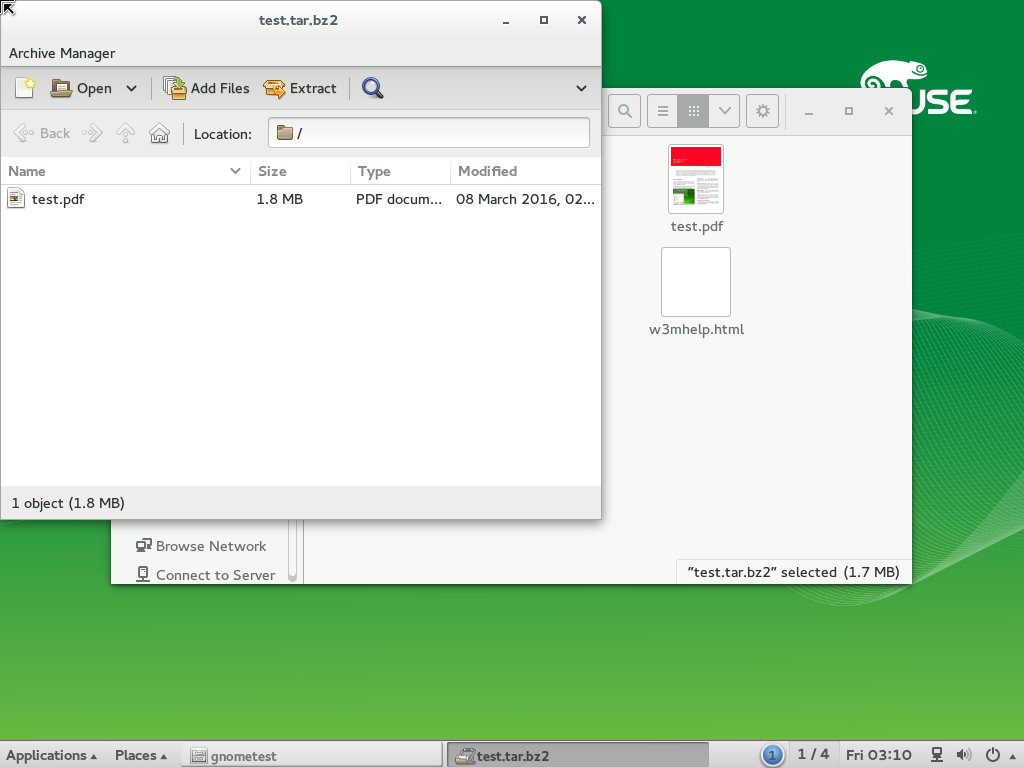 test.tar.bz2
Archive Manager
Open
Add Files
Extract
Back
Location:
/
Name
Size
Type
Modified
test.pdf
1.8 MB
PDF docum...
08 March 2016, 02...
1 object (1.8 MB)
USE
test.pdf
w3mhelp.html
Browse Network
Connect to Server
"test.tar.bz2" selected (1.7 MB)
Applications
Places
gnometest
test.tar.bz2
1
1 / 4
Fri 03:10